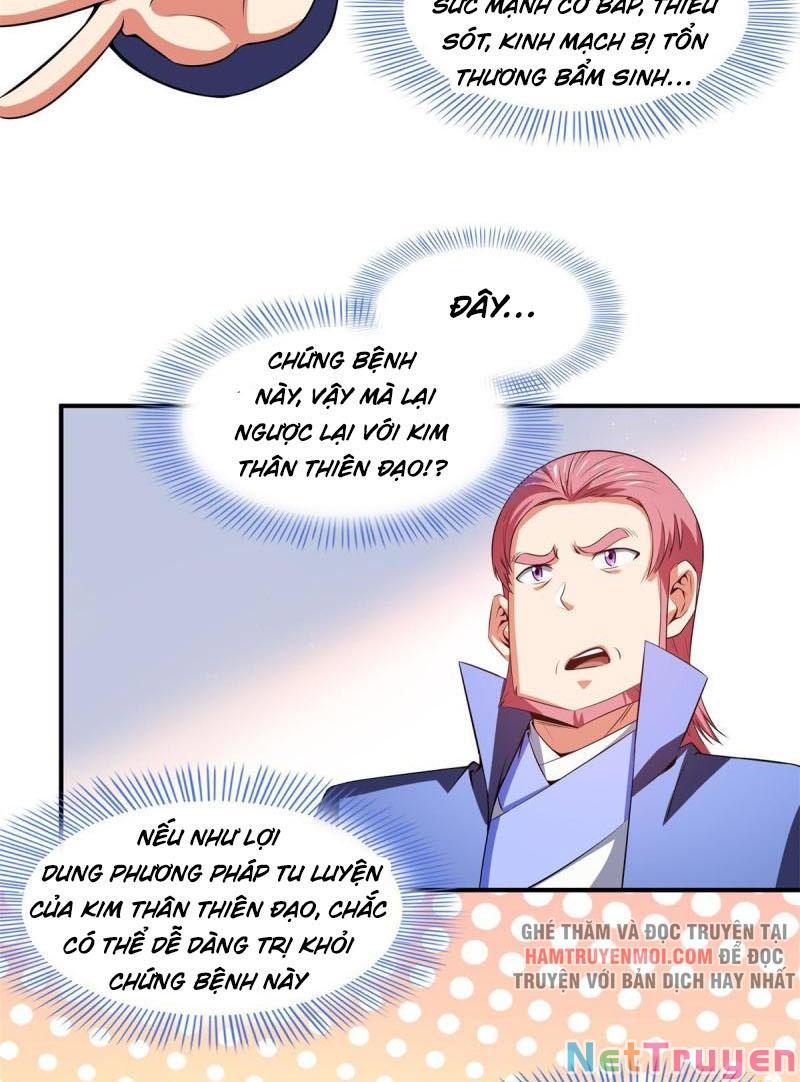 SỨC MẠNH CƠ BẮP, THIẾU
SÓT, KINH MẠCH BỊ TỔN
THƯƠNG BẨM SINH...
ĐÂY...
CHỨNG BỆNH
NÀY, VẬY MÀ LẠI
NGƯỢC LẠI VỚI KIM
THÂN THIÊN ĐẠO!?
NẾU NHƯ LỢI
DUNG PHƯƠNG PHÁP TU LUYỆN
CỦA KIM THÂN THIÊN ĐẠO, CHẮC
CÓ THỂ DỄ DÀNG TRỊ KHỎI
CHỨNG BỆNH NÀY
GHÉ THĂM VÀ ĐỌC TRUYỆN TẠI
HAMTRUYENMOI.COM ĐỂ ĐỌC
TRUYỆN VỚI BẢN DỊCH HAY NHẤT
NetTruyen